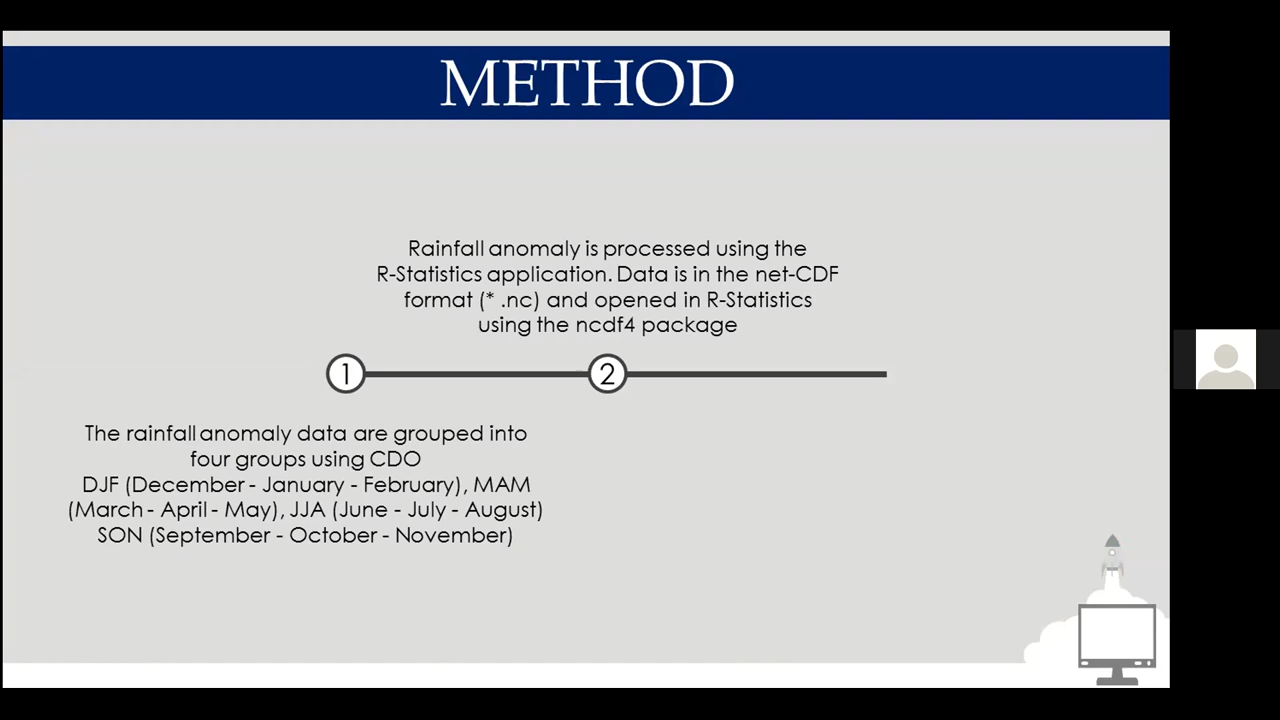 METHOD
Rainfall anomaly is processed using the
R-Statistics application. Data is in the net-CDF
format (* .nc) and opened in R-Statistics
using the ncdf4 package
1
2
The rainfall anomaly data are grouped into
four groups using CDO
DJF (December - January - February), MAM
(March - April - May), JJA (June - July - August)
SON (September - October - November)